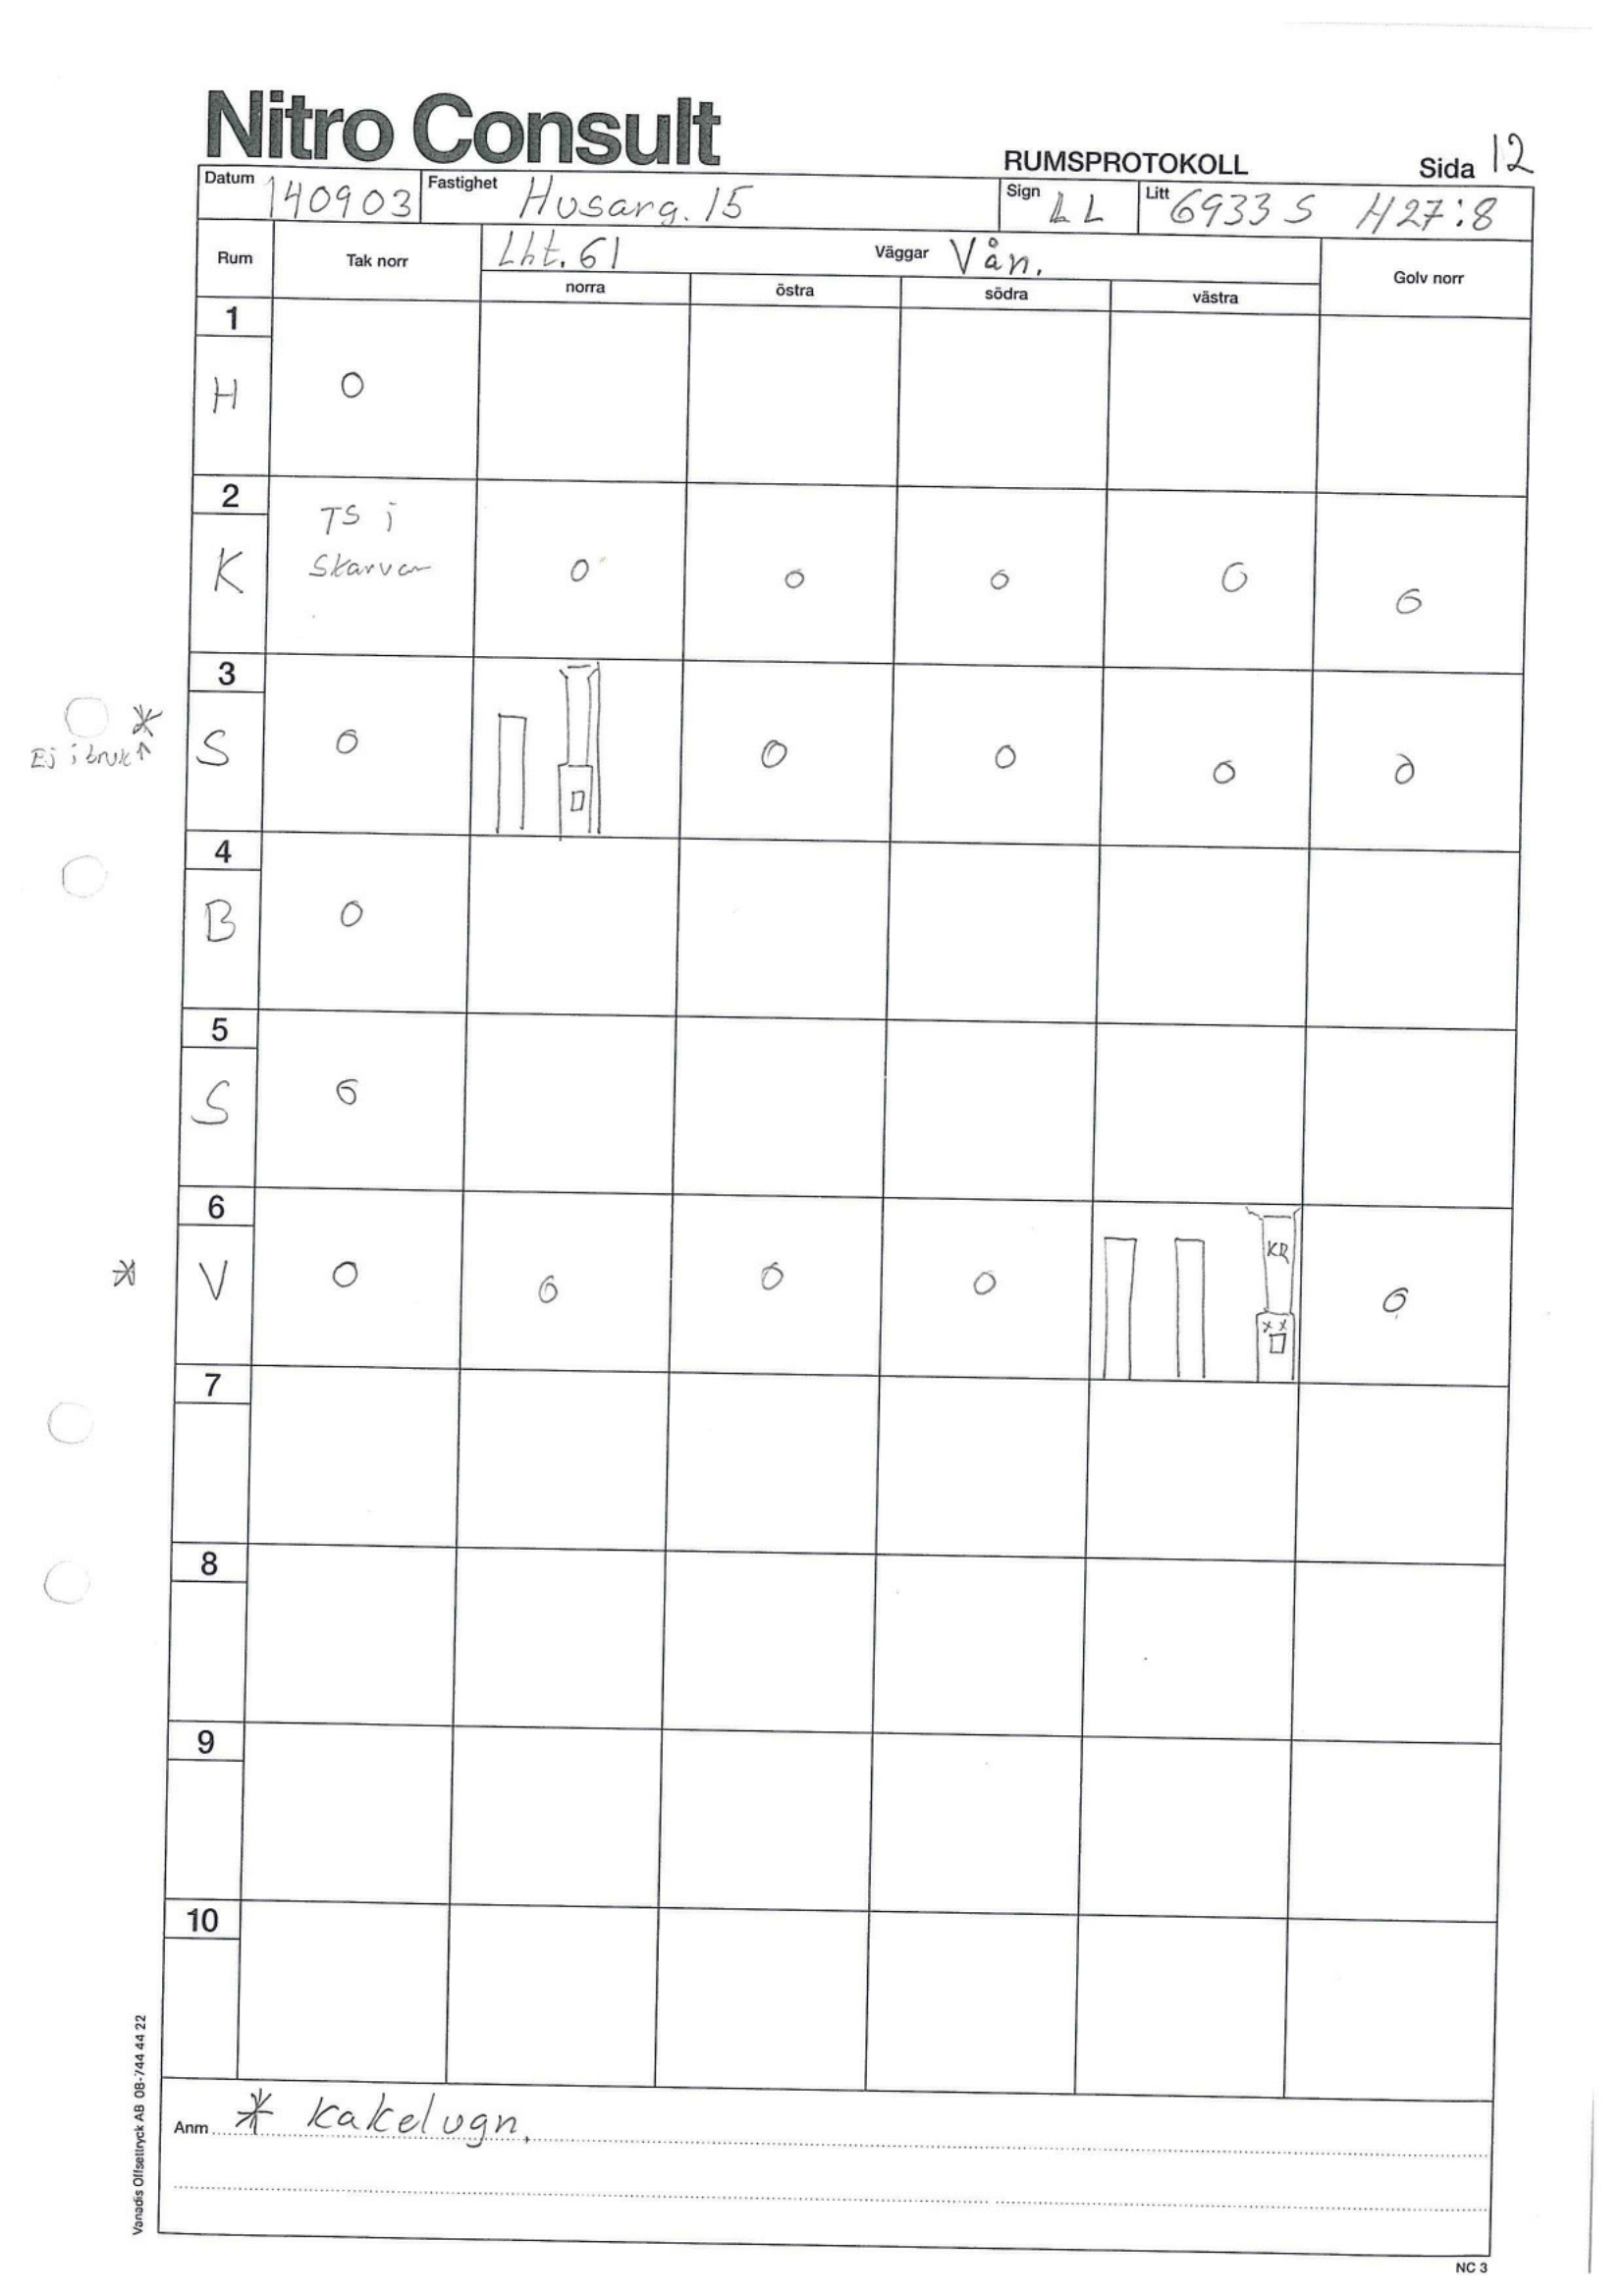 Nitro Consult
RUMSPROTOKOLL Sida 12
Datum 140903 Fastighet Husarg. 15 Sign LL Litt 6933 S H27:8
Rum Tak norr Lht. 61 Väggar Vån. Golv norr
norra östra södra västra
1
H 0
2
TS i
K Skarvar 0 0 0 0 0
3
*
Ej i bruk ↑ S 0 0 0 0 0
4
B 0
5
S 0
6
KR
* V 0 0 0 0 0
x x
7
8
9
10
Anm * Kakelugn.
Vanadis Offsettryck AB 08-744 44 22
NC 3